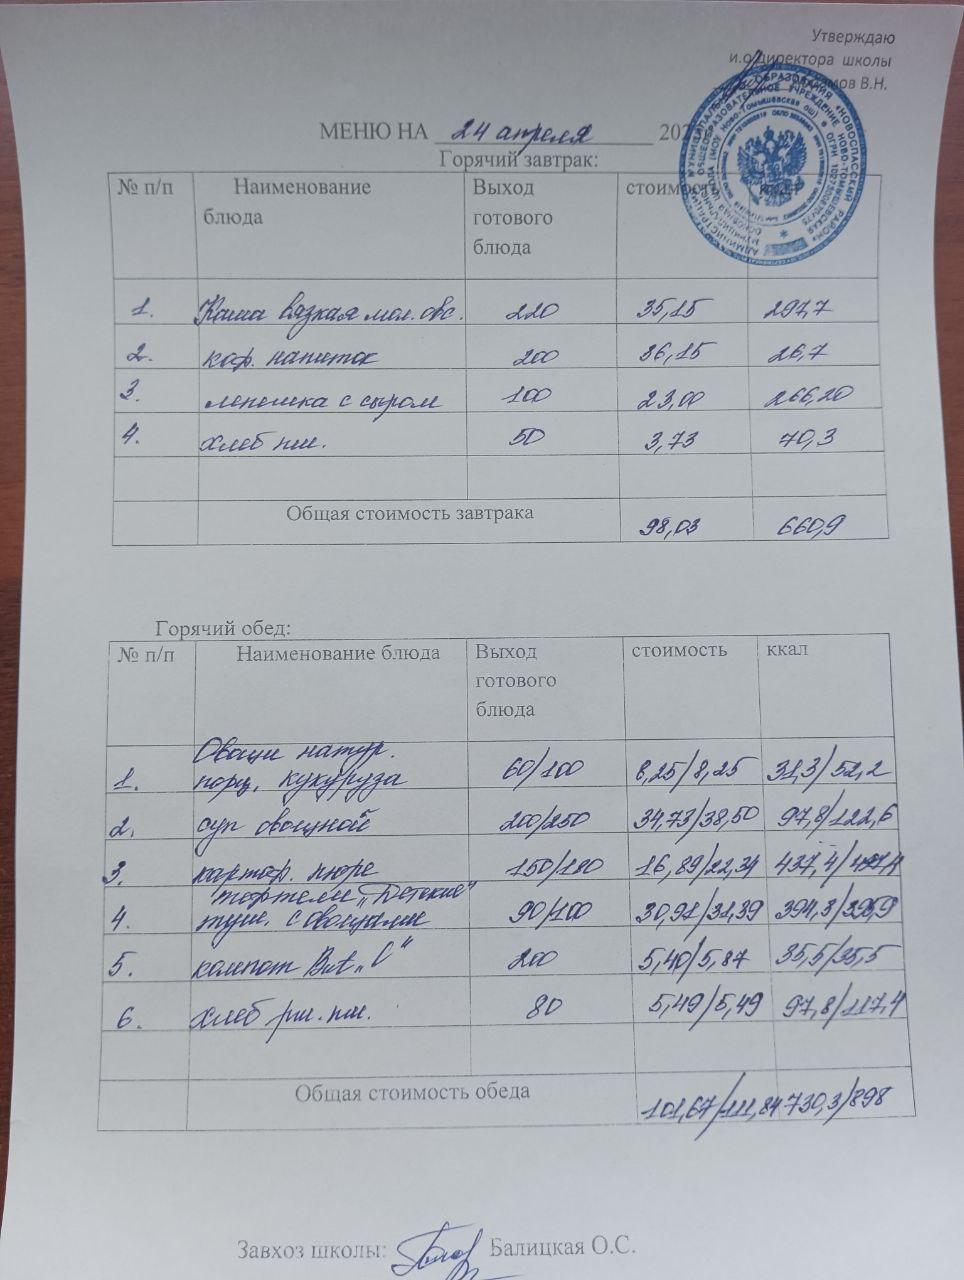 Утверждаю
и.о директора школы
В.Н.
МЕНЮ НА 24 апреля 202
Горячий завтрак:
№ п/п Наименование блюда Выход готового блюда стоимость ккал
1. Каша вязкая мол. овс. 220 35,15 297,7
2. коф. напиток 200 36,15 26,7
3. лепешка с сыром 100 23,00 266,20
4. хлеб пш. 50 3,73 70,3
Общая стоимость завтрака 98,03 660,9
Горячий обед:
№ п/п Наименование блюда Выход готового блюда стоимость ккал
1. Овощи натур. порц. кукуруза 60/100 8,25/8,25 31,3/52,2
2. суп овощной 200/250 34,73/38,50 97,8/122,6
3. картоф. пюре 150/180 16,89/22,34 437,4/
4. тефтели „Детские" туш. с овощами 90/100 30,91/31,39 394,3/
5. компот Вит „С" 200 5,40/5,87 35,5/35,5
6. хлеб рж. пш. 80 5,49/5,49 97,8/117,4
Общая стоимость обеда 101,67/111,84 730,3/898
Завхоз школы: Балицкая О.С.